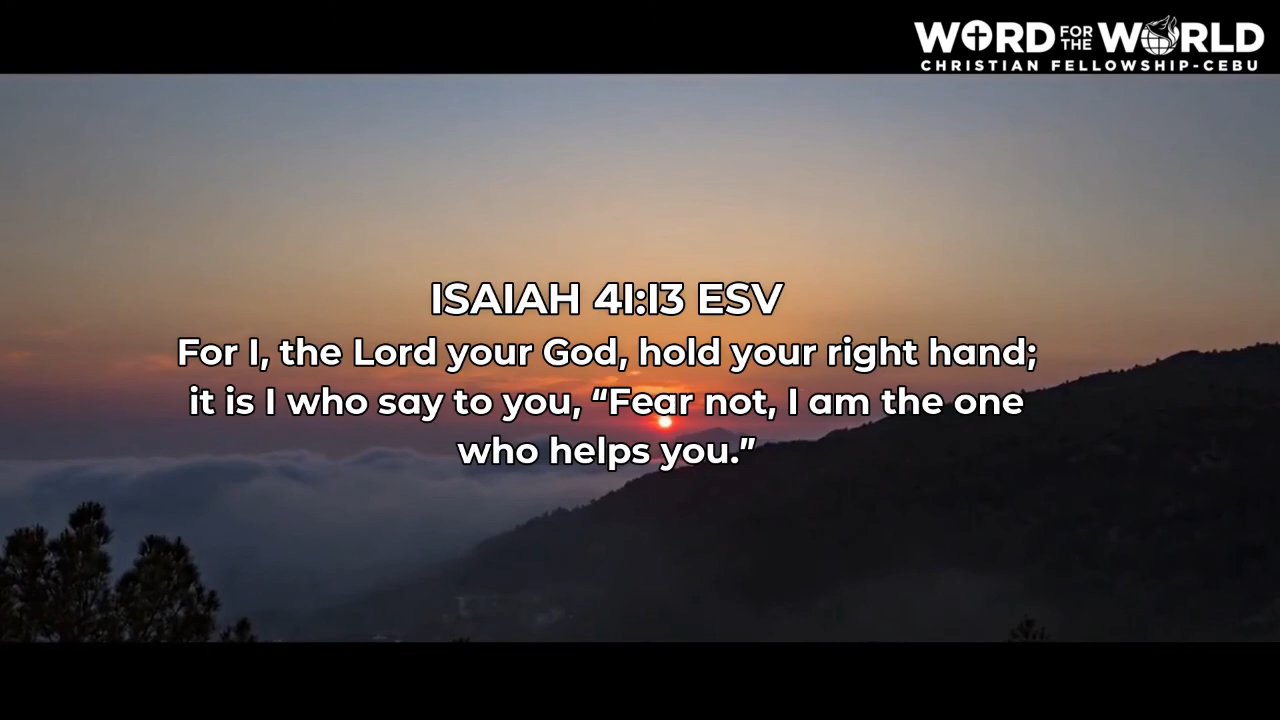 WORD FOR THE WORLD
CHRISTIAN FELLOWSHIP-CEBU
ISAIAH 41:13 ESV
For I, the Lord your God, hold your right hand;
it is I who say to you, “Fear not, I am the one
who helps you.”